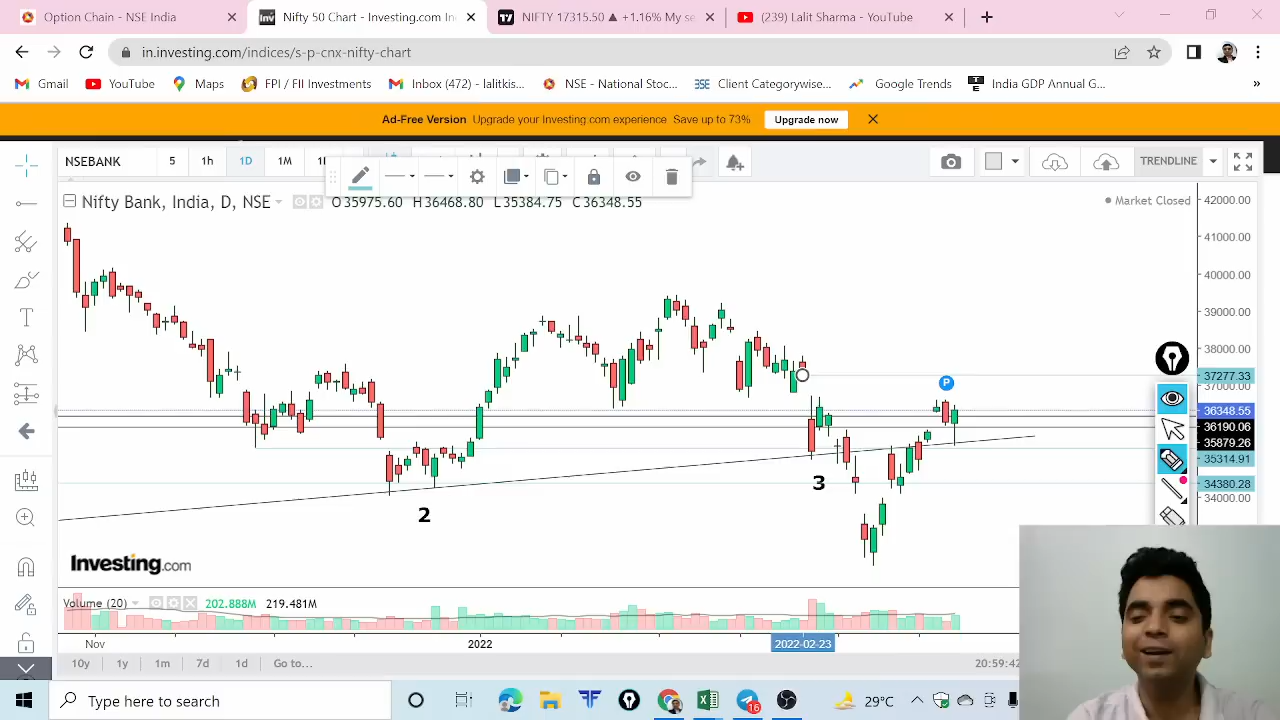 Option Chain - NSE India
Nifty 50 Chart - Investing.com In
NIFTY 17315.50 ▲ +1.16% My se
(239) Lalit Sharma - YouTube
in.investing.com/indices/s-p-cnx-nifty-chart
Gmail
YouTube
Maps
FPI / FII Investments
Inbox (472) - lalitkis...
NSE - National Stoc...
Client Categorywise...
Google Trends
India GDP Annual G...
»
Ad-Free Version Upgrade your Investing.com experience Save up to 73%
Upgrade now
NSEBANK
5
1h
1D
1M
TRENDLINE
Nifty Bank, India, D, NSE
O35975.60 H36468.80 L35384.75 C36348.55
Market Closed
42000.00
41000.00
40000.00
39000.00
38000.00
37277.33
37000.00
36348.55
36190.06
35879.26
35314.91
34380.28
34000.00
P
2
3
Investing.com
Volume (20)
202.888M 219.481M
Nov
2022
2022-02-23
10y
1y
1m
7d
1d
Go to...
20:59:42
Type here to search
16
29°C